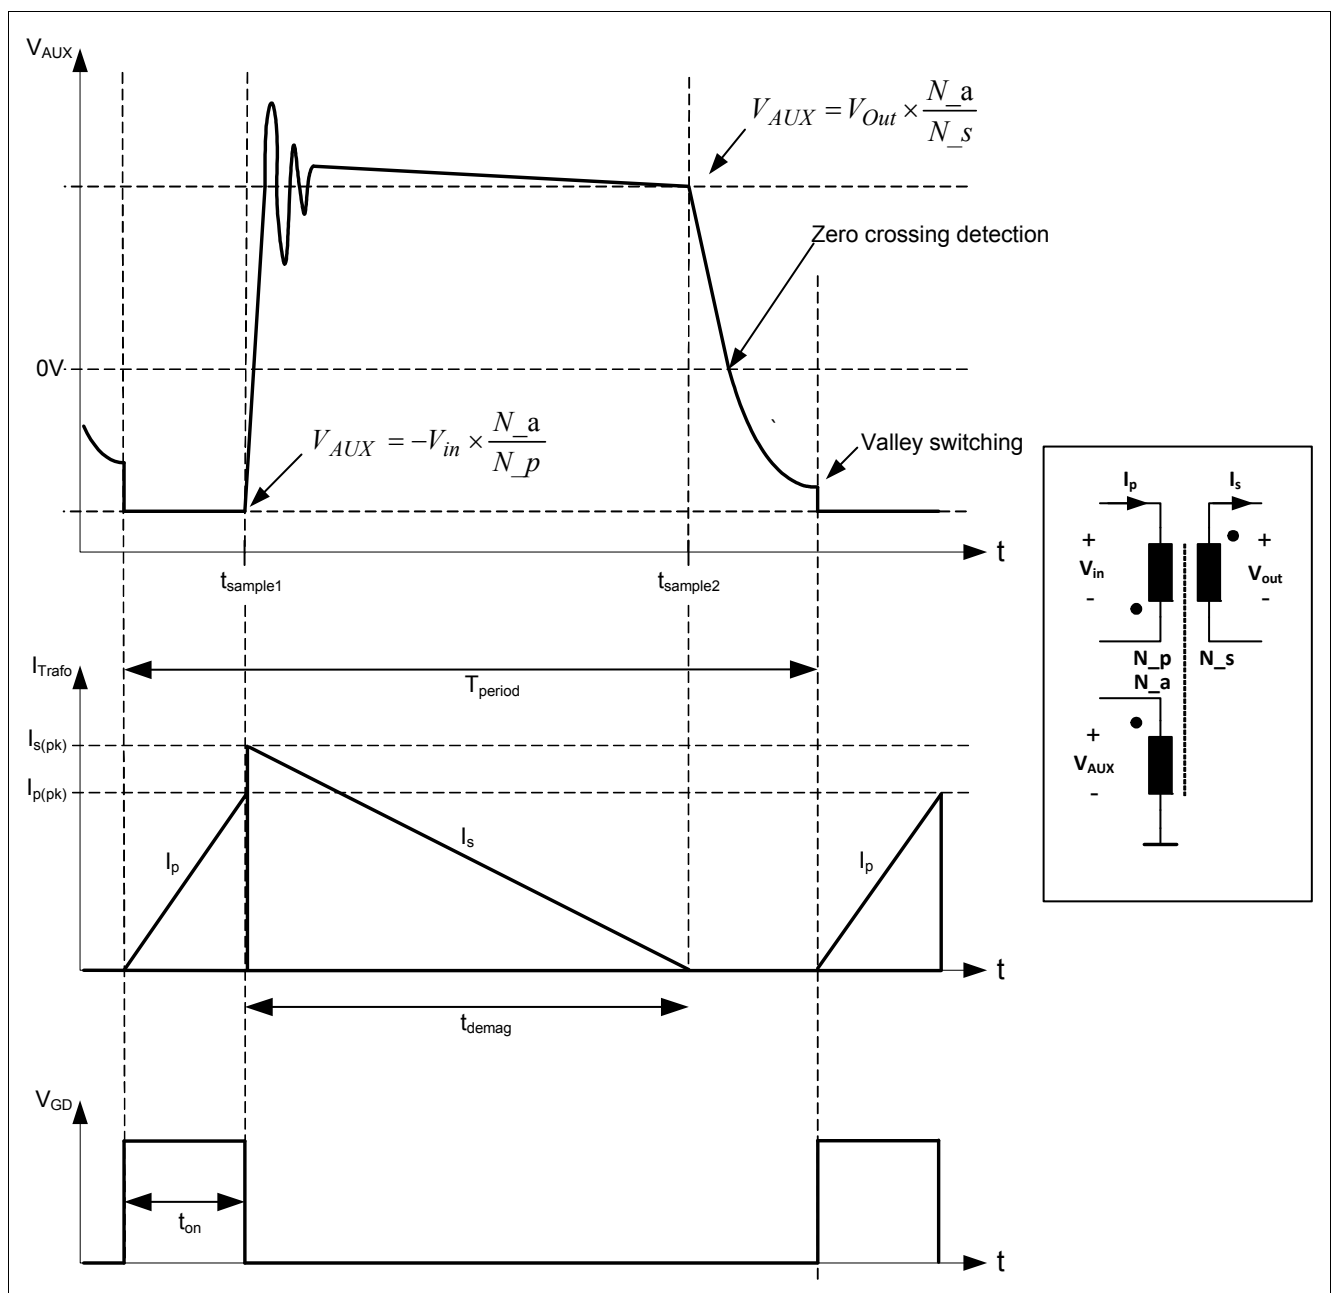 V_AUX
V_AUX = V_Out × N_a / N_s
Zero crossing detection
0V
V_AUX = −V_in × N_a / N_p
Valley switching
t
t_sample1
t_sample2
I_p
I_s
+
+
V_in
V_out
-
-
N_p
N_s
N_a
+
V_AUX
-
I_Trafo
T_period
I_s(pk)
I_p(pk)
I_p
I_s
I_p
t
t_demag
V_GD
t_on
t